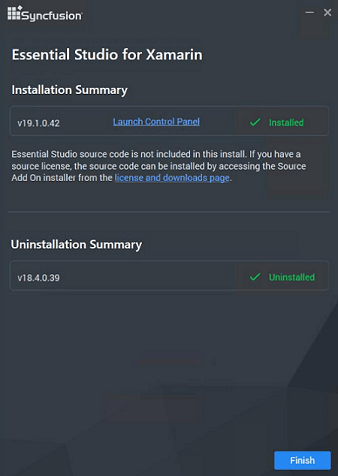 Syncfusion
Essential Studio for Xamarin
Installation Summary
v19.1.0.42 Launch Control Panel Installed
Essential Studio source code is not included in this install. If you have a
source license, the source code can be installed by accessing the Source
Add On installer from the license and downloads page.
Uninstallation Summary
v18.4.0.39 Uninstalled
Finish